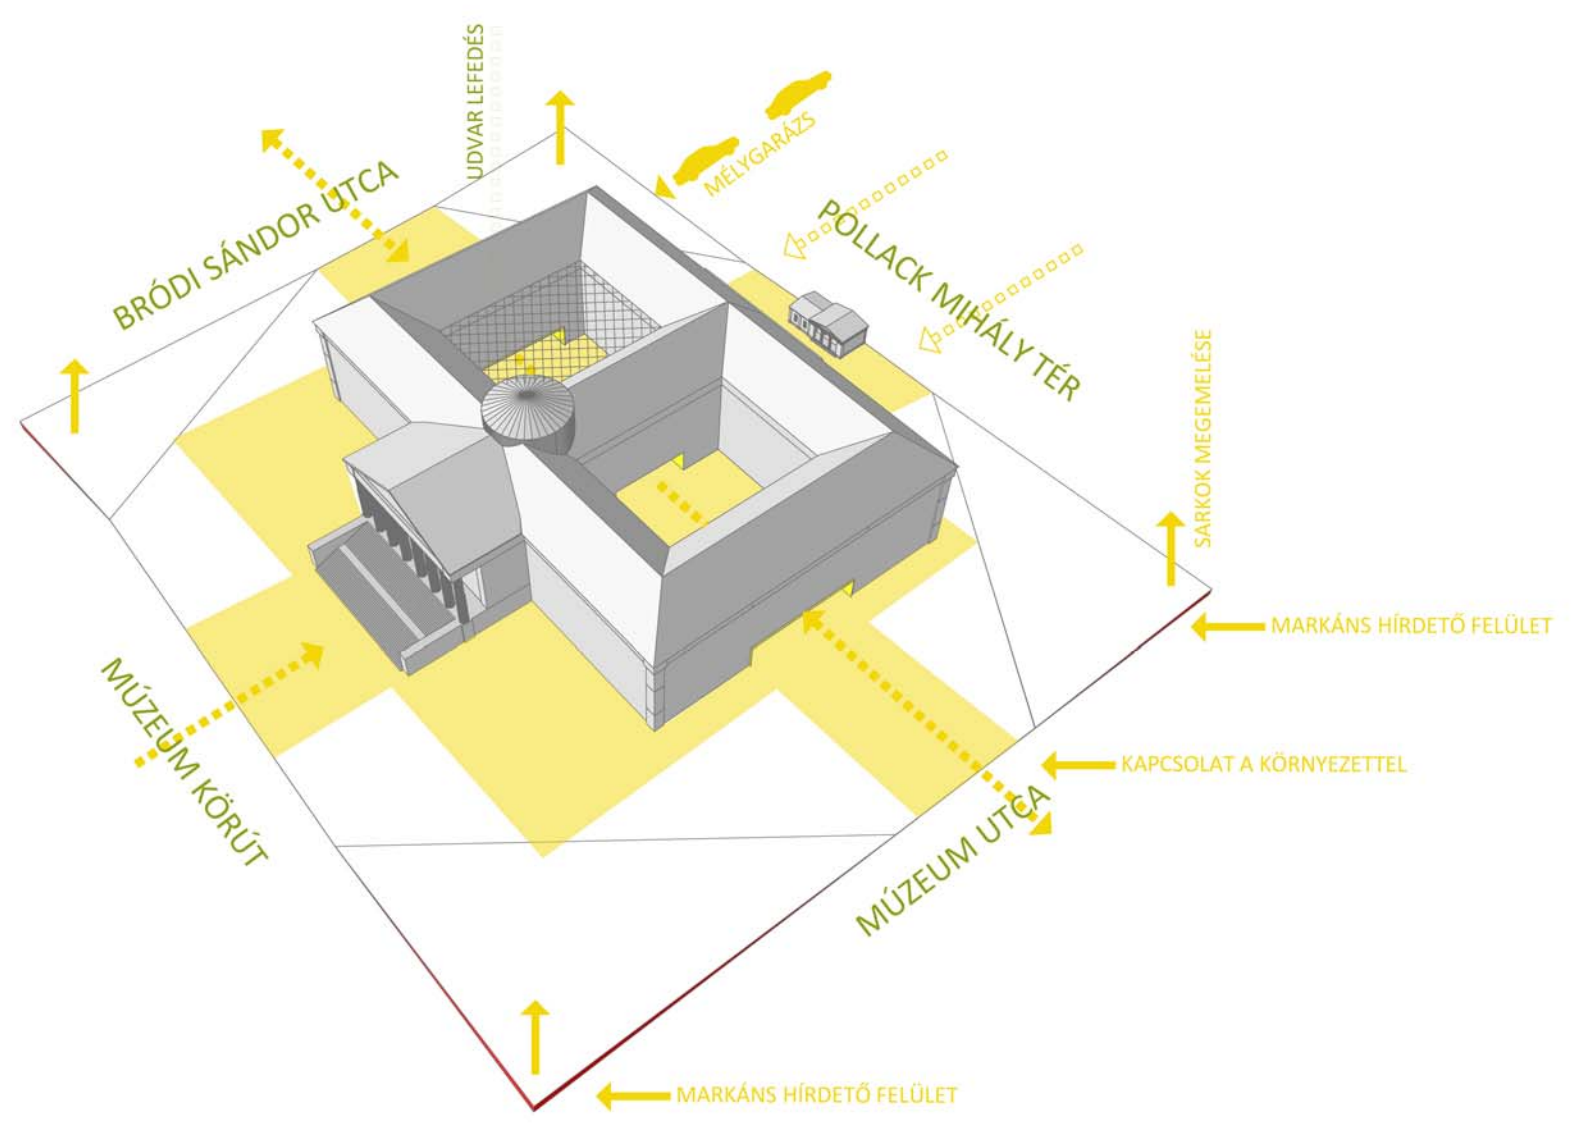 UDVAR LEFEDÉS
MÉLYGARÁZS
BRÓDI SÁNDOR UTCA
POLLACK MIHÁLY TÉR
SARKOK MEGEMELÉSE
MARKÁNS HÍRDETŐ FELÜLET
MÚZEUM KÖRÚT
KAPCSOLAT A KÖRNYEZETTEL
MÚZEUM UTCA
MARKÁNS HÍRDETŐ FELÜLET